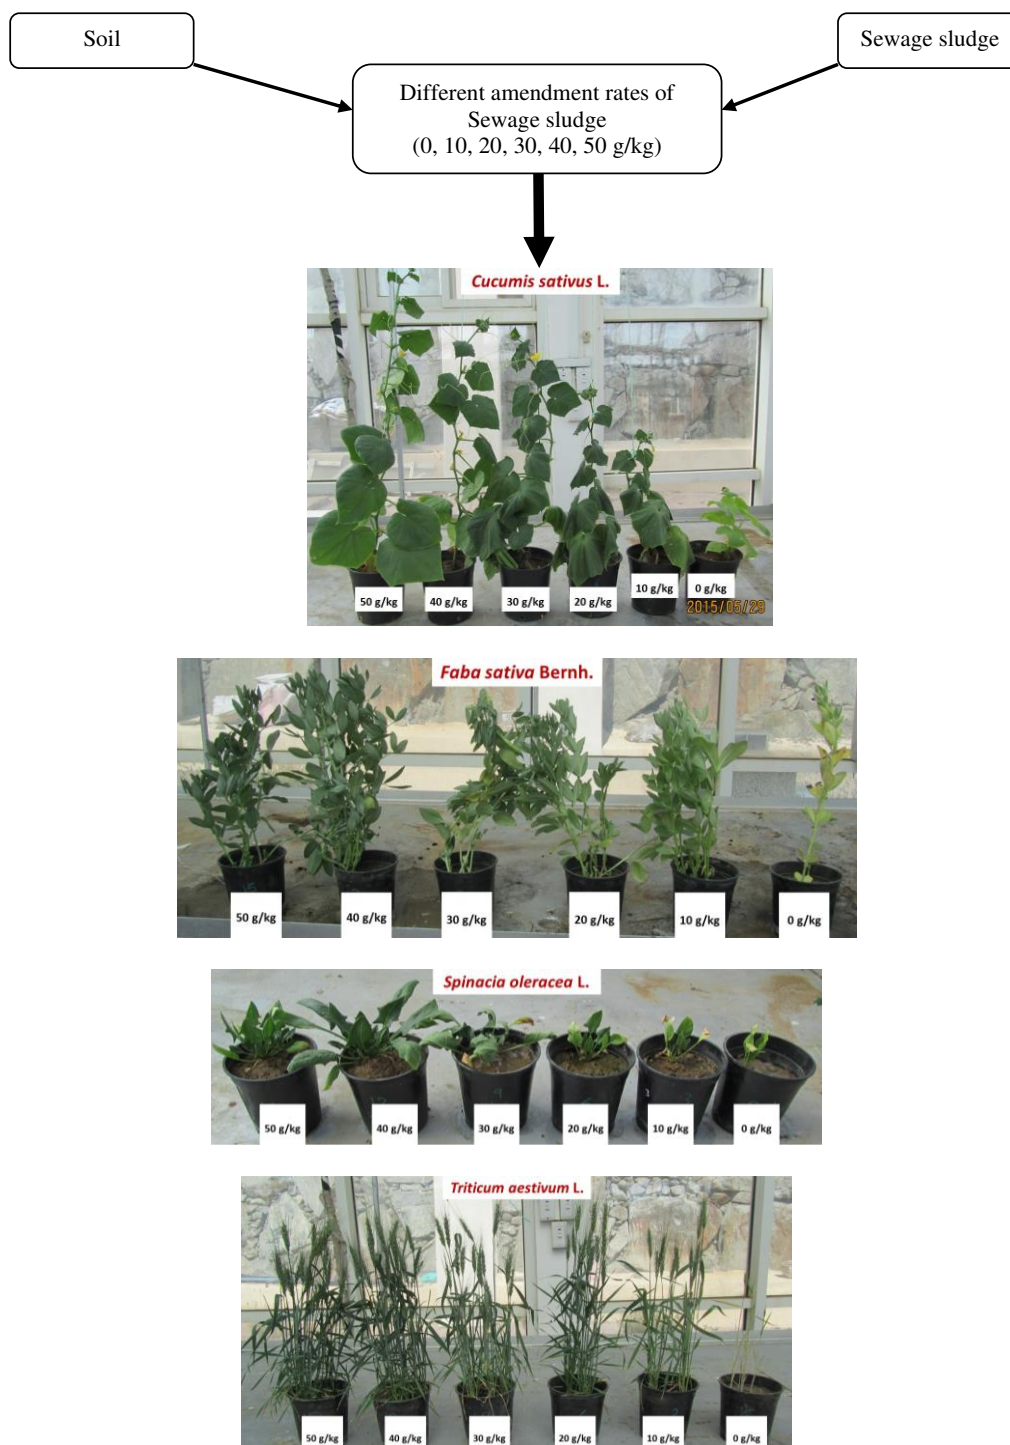 Soil
Sewage sludge
Different amendment rates of
Sewage sludge
(0, 10, 20, 30, 40, 50 g/kg)
Cucumis sativus L.
50 g/kg
40 g/kg
30 g/kg
20 g/kg
10 g/kg
0 g/kg
2015/05/29
Faba sativa Bernh.
50 g/kg
40 g/kg
30 g/kg
20 g/kg
10 g/kg
0 g/kg
Spinacia oleracea L.
50 g/kg
40 g/kg
30 g/kg
20 g/kg
10 g/kg
0 g/kg
Triticum aestivum L.
50 g/kg
40 g/kg
30 g/kg
20 g/kg
10 g/kg
0 g/kg